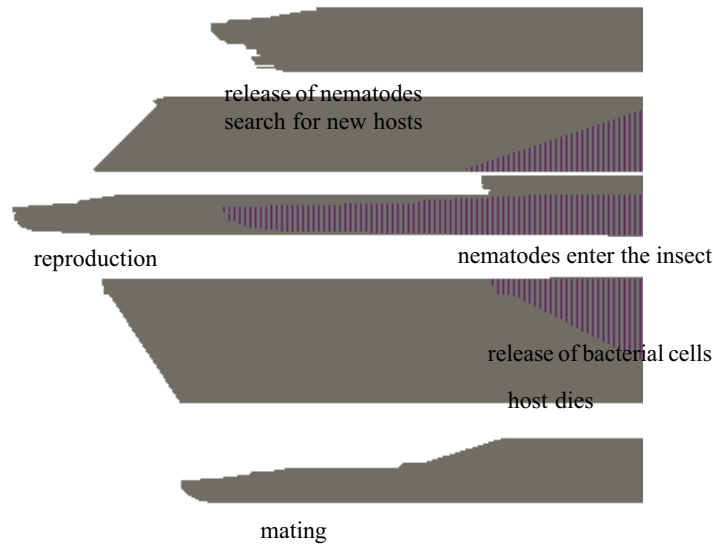 release of nematodes
search for new hosts
reproduction
nematodes enter the insect
release of bacterial cells
host dies
mating